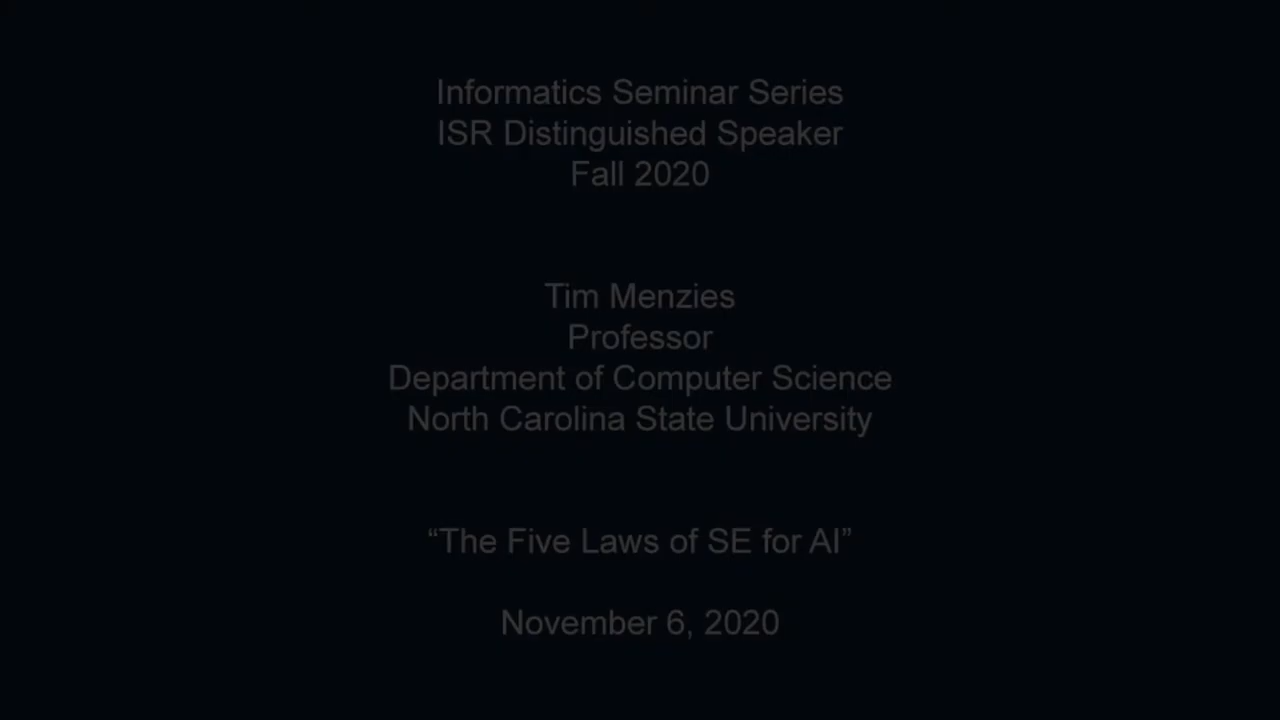 Informatics Seminar Series
ISR Distinguished Speaker
Fall 2020
Tim Menzies
Professor
Department of Computer Science
North Carolina State University
“The Five Laws of SE for AI”
November 6, 2020